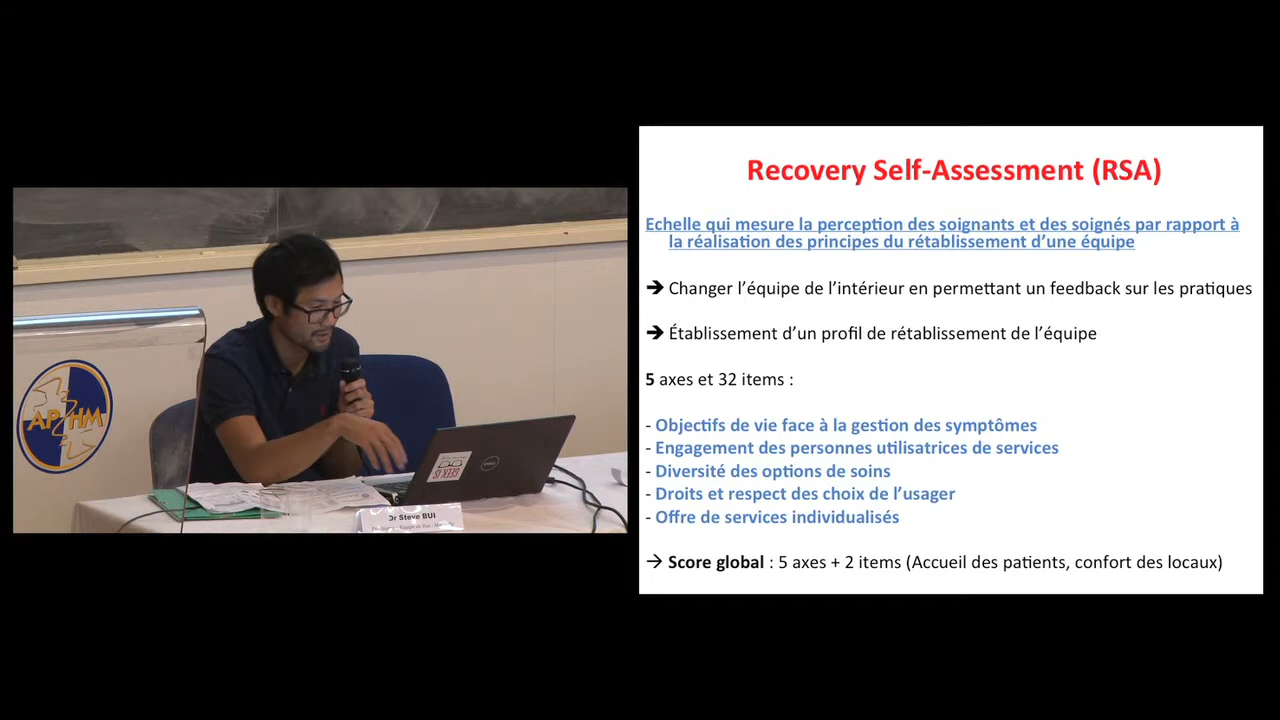 AP HM
DELL
Dr Steve BUI
Recovery Self-Assessment (RSA)
Echelle qui mesure la perception des soignants et des soignés par rapport à
la réalisation des principes du rétablissement d’une équipe
➔ Changer l’équipe de l’intérieur en permettant un feedback sur les pratiques
➔ Établissement d’un profil de rétablissement de l’équipe
5 axes et 32 items :
- Objectifs de vie face à la gestion des symptômes
- Engagement des personnes utilisatrices de services
- Diversité des options de soins
- Droits et respect des choix de l’usager
- Offre de services individualisés
→ Score global : 5 axes + 2 items (Accueil des patients, confort des locaux)